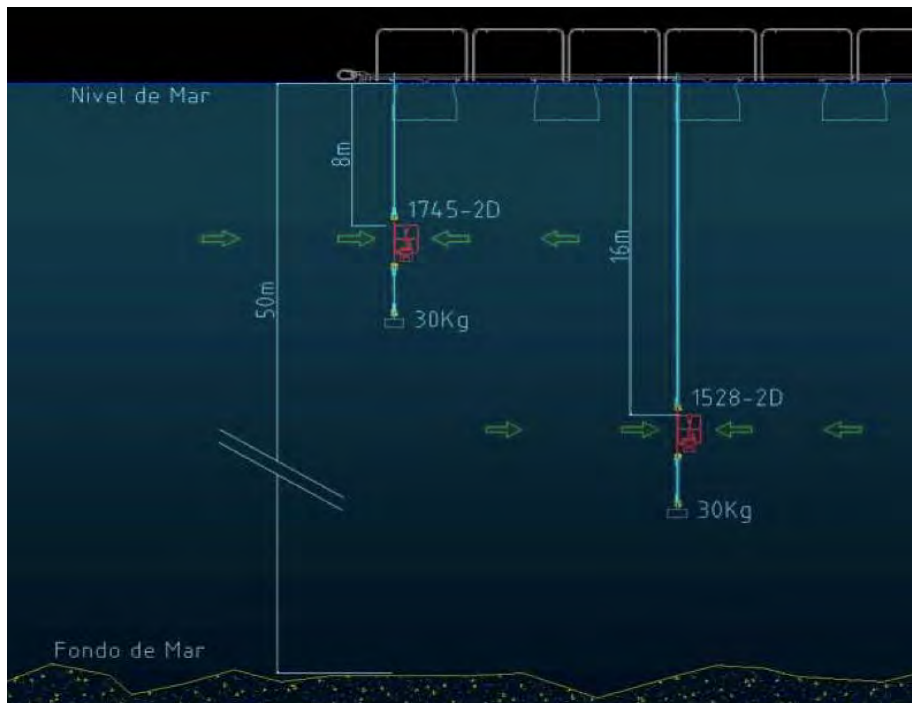 Nivel de Mar
8m
1745-2D
50m
16m
30Kg
1528-2D
30Kg
Fondo de Mar